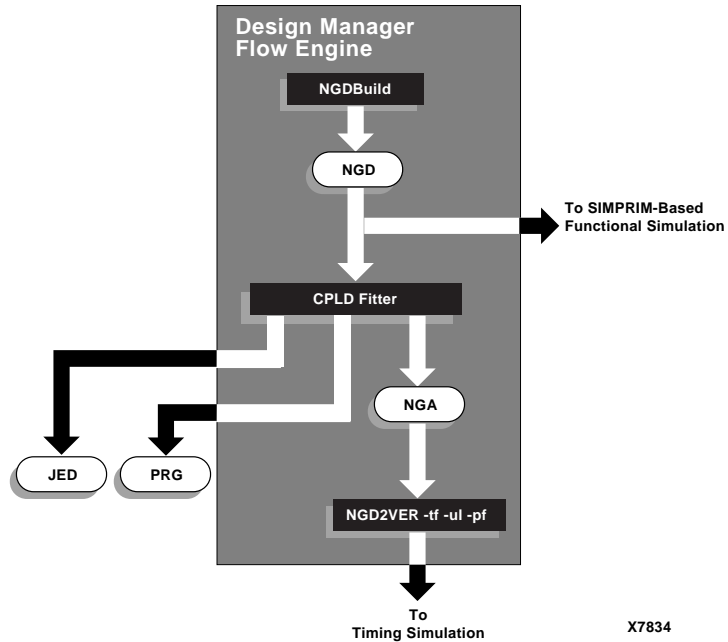 Design Manager
Flow Engine
NGDBuild
NGD
To SIMPRIM-Based
Functional Simulation
CPLD Fitter
NGA
JED
PRG
NGD2VER -tf -ul -pf
To
Timing Simulation
X7834